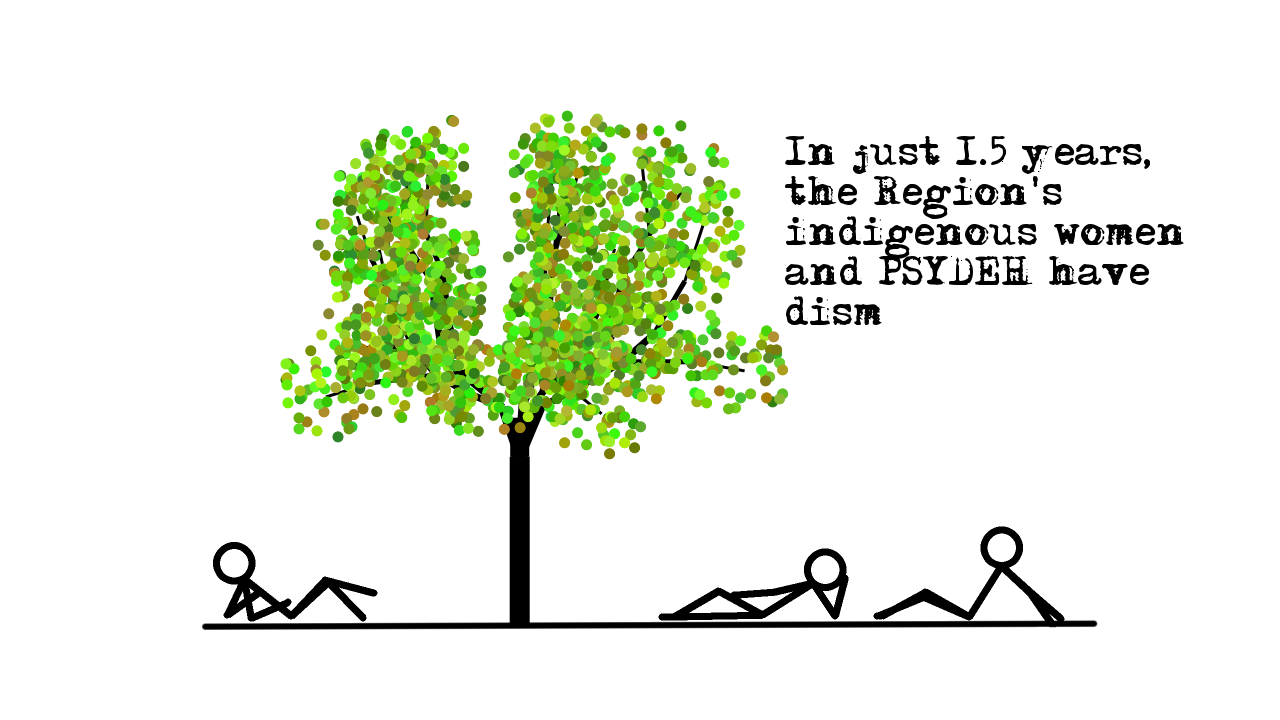 In just 1.5 years,
the Region's
indigenous women
and PSYDEH have
dism